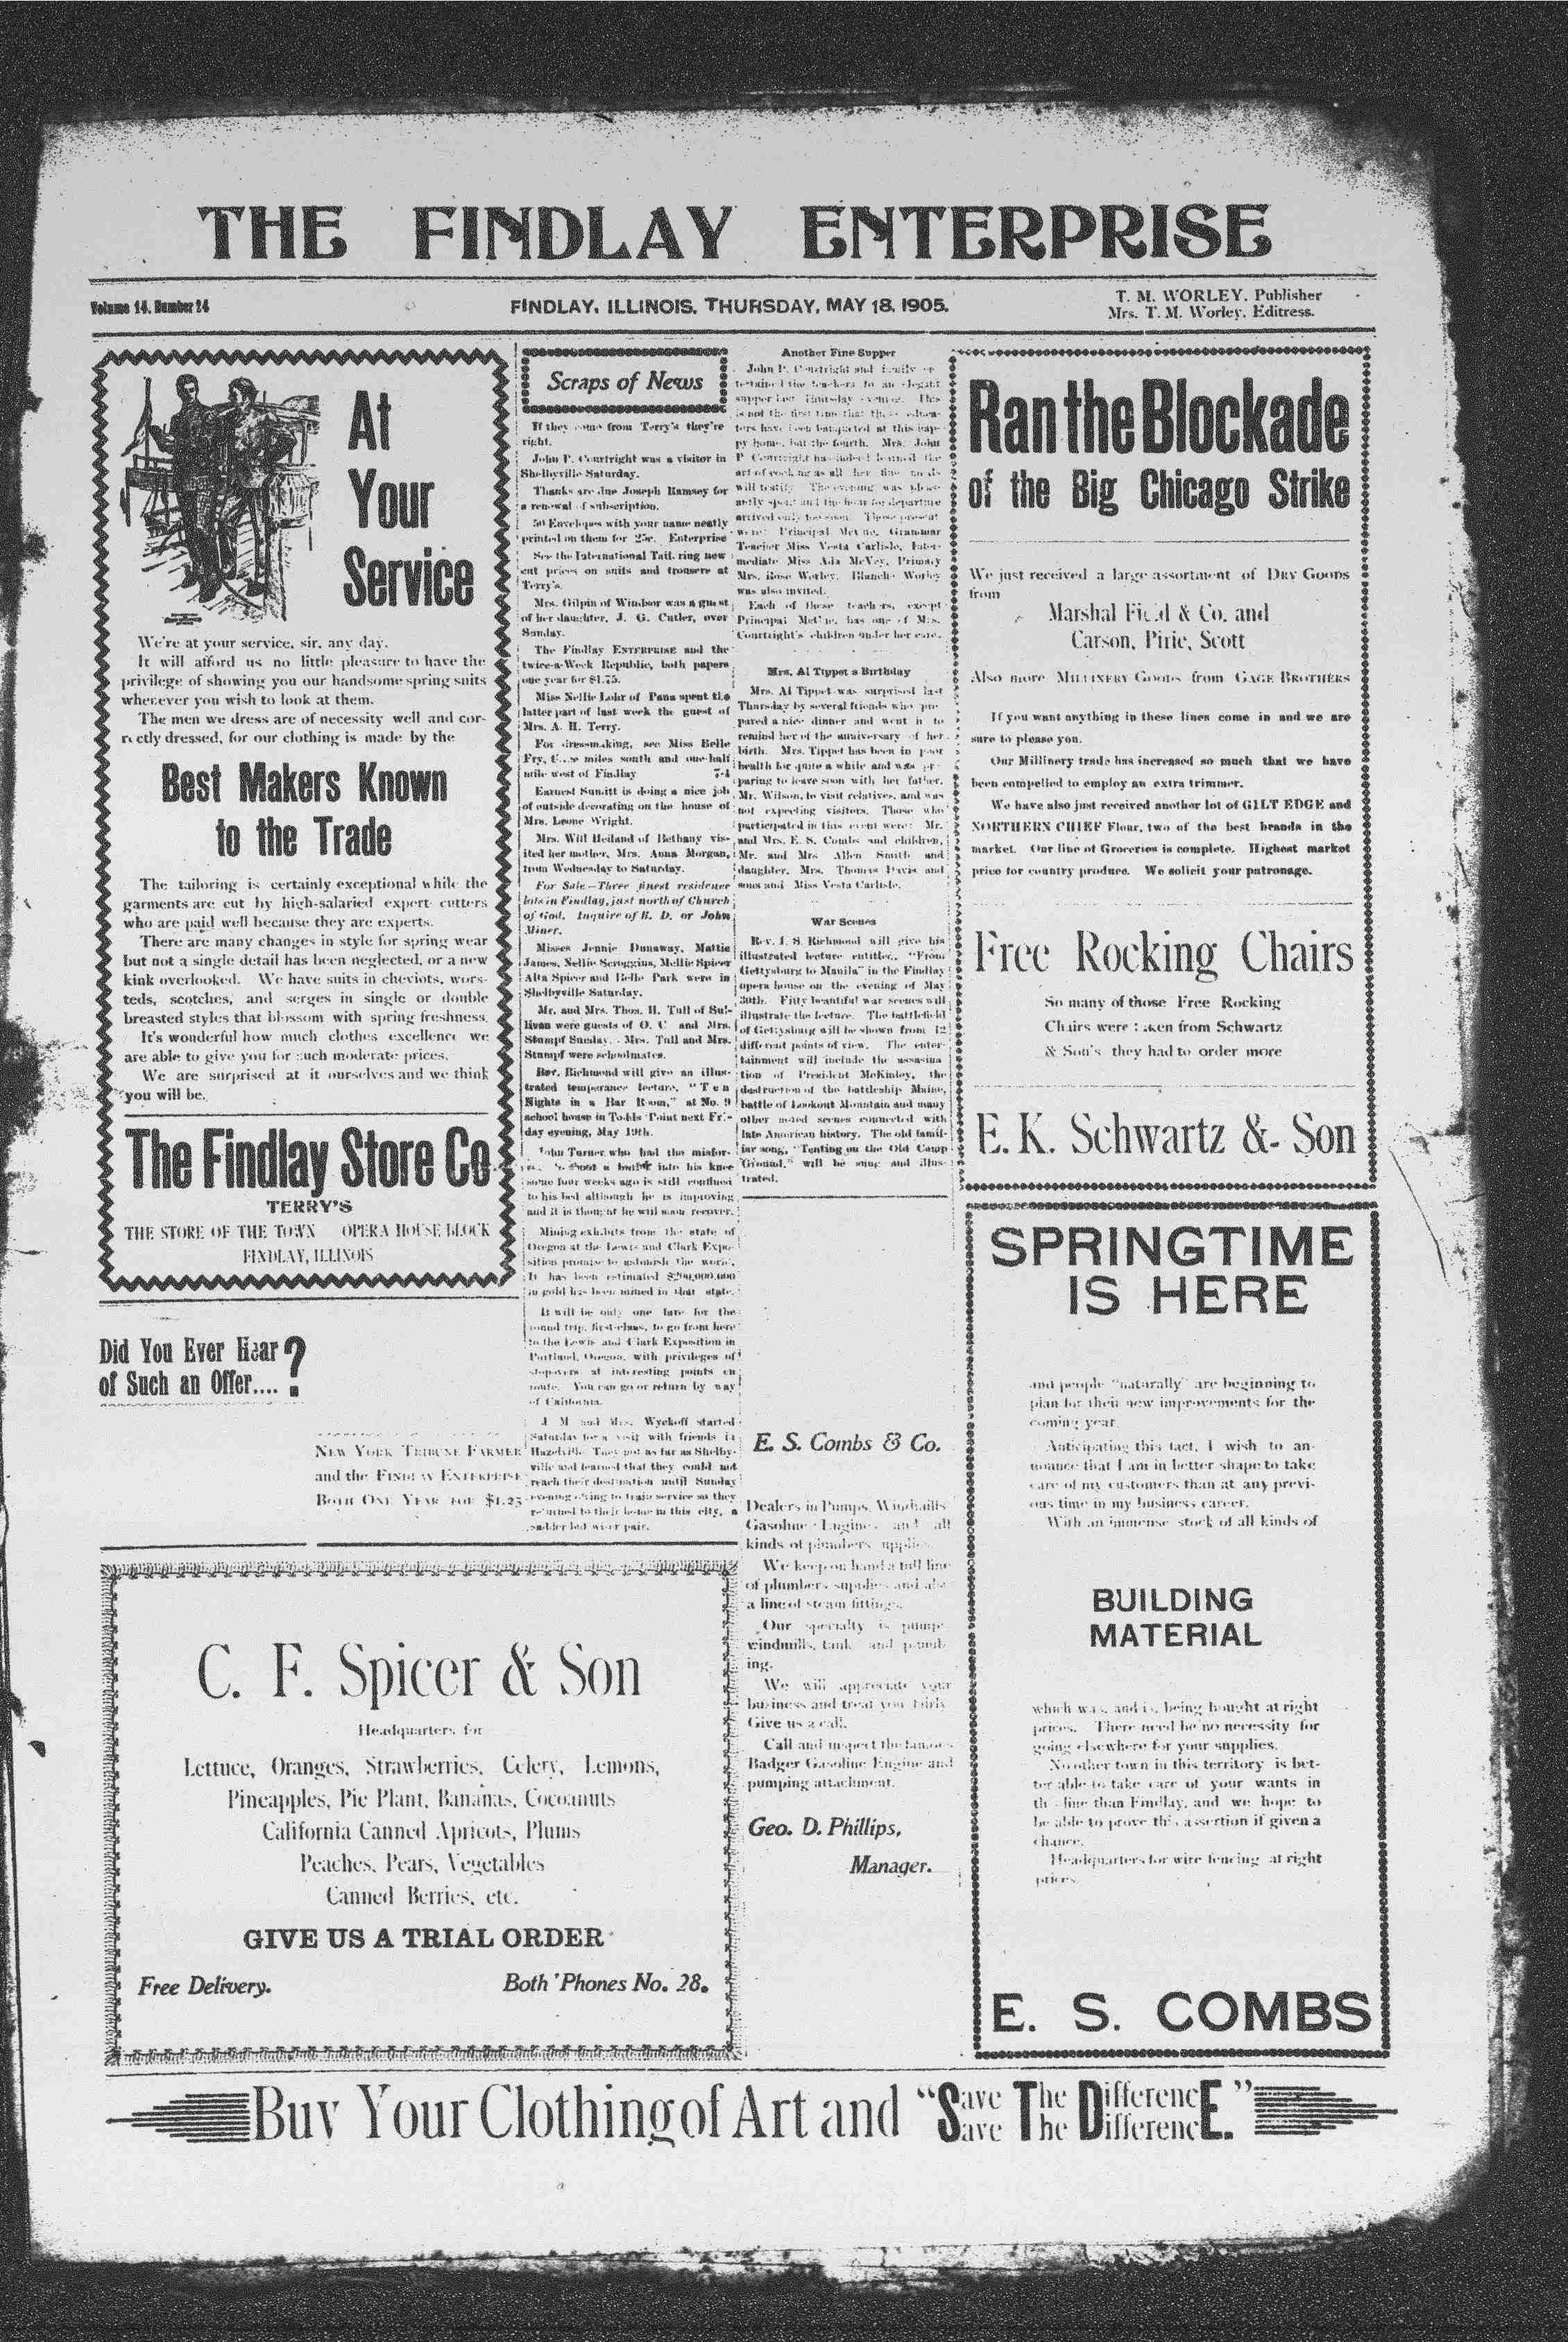 THE FINDLAY ENTERPRISE
Volume 14. Number 24
FINDLAY, ILLINOIS, THURSDAY, MAY 18, 1905.
T. M. WORLEY, Publisher
Mrs. T. M. Worley, Editress.
At
Your
Service
We're at your service, sir, any day.
It will afford us no little pleasure to have the
privilege of showing you our handsome spring suits
wherever you wish to look at them.
The men we dress are of necessity well and cor-
rectly dressed, for our clothing is made by the
Best Makers Known
to the Trade
The tailoring is certainly exceptional while the
garments are cut by high-salaried expert cutters
who are paid well because they are experts.
There are many changes in style for spring wear
but not a single detail has been neglected, or a new
kink overlooked. We have suits in cheviots, wors-
teds, scotches, and serges in single or double
breasted styles that blossom with spring freshness.
It's wonderful how much clothes excellence we
are able to give you for such moderate prices.
We are surprised at it ourselves and we think
you will be.
The Findlay Store Co
TERRY'S
THE STORE OF THE TOWN OPERA HOUSE BLOCK
FINDLAY, ILLINOIS
Did You Ever Hear
of Such an Offer....?
NEW YORK TRIBUNE FARMER
and the FINDLAY ENTERPRISE
BOTH ONE YEAR FOR $1.25
C. F. Spicer & Son
Headquarters for
Lettuce, Oranges, Strawberries, Celery, Lemons,
Pineapples, Pie Plant, Bananas, Cocoanuts
California Canned Apricots, Plums
Peaches, Pears, Vegetables
Canned Berries, etc.
GIVE US A TRIAL ORDER
Free Delivery.
Both 'Phones No. 28.
Scraps of News
If they come from Terry's they're
right.
John P. Courtright was a visitor in
Shelbyville Saturday.
Thanks are due Joseph Ramsey for
a renewal of subscription.
50 Envelopes with your name neatly
printed on them for 25c. Enterprise
See the International Tailoring new
cut prices on suits and trousers at
Terry's.
Mrs. Gilpin of Windsor was a guest
of her daughter, J. G. Cutler, over
Sunday.
The Findlay ENTERPRISE and the
twice-a-Week Republic, both papers
one year for $1.75.
Miss Nellie Lohr of Pana spent the
latter part of last week the guest of
Mrs. A. H. Terry.
For dressmaking, see Miss Belle
Fry, miles south and one-half
mile west of Findlay 7-4
Earnest Sunitt is doing a nice job
of outside decorating on the house of
Mrs. Leone Wright.
Mrs. Will Heiland of Bethany vis-
ited her mother, Mrs. Anna Morgan,
from Wednesday to Saturday.
For Sale—Three finest residence
lots in Findlay, just north of Church
of God. Inquire of B. D. or John
Miner.
Misses Jennie Dunaway, Mattie
James, Nellie Scroggins, Mellie Spicer
Alta Spicer and Belle Park were in
Shelbyville Saturday.
Mr. and Mrs. Thos. H. Tull of Sul-
livan were guests of O. C. and Mrs.
Stumpf Sunday. Mrs. Tull and Mrs.
Stumpf were schoolmates.
Rev. Richmond will give an illus-
trated temperance lecture, "Ten
Nights in a Bar Room," at No. 9
school house in Todds Point next Fri-
day evening, May 19th.
John Turner who had the misfor-
tune to shoot a bullet into his knee
some four weeks ago is still confined
to his bed although he is improving
and it is thought he will soon recover.
Mining exhibits from the state of
Oregon at the Lewis and Clark Expo-
sition promise to astonish the world.
It has been estimated $200,000,000
in gold has been mined in that state.
It will be only one fare for the
round trip, first-class, to go from here
to the Lewis and Clark Exposition in
Portland, Oregon, with privileges of
stopovers at interesting points en
route. You can go or return by way
of California.
J. M. and Mrs. Wyckoff started
Saturday for a visit with friends in
Hazelville. They got as far as Shelby-
ville and learned that they could not
reach their destination until Sunday
evening owing to train service so they
returned to their home in this city, a
sadder but wiser pair.
Another Fine Supper
John P. Courtright and family en-
tertained the teachers to an elegant
supper last Thursday evening. This
is not the first time that these educa-
tors have been banqueted at this hap-
py home, but the fourth. Mrs. John
P. Courtright has indeed learned the
art of cooking as all her fine meals
will testify. The evening was pleas-
antly spent and the hour for departure
arrived only too soon. Those present
were: Principal McCue, Grammar
Teacher Miss Vesta Carlisle, Inter-
mediate Miss Ada McVey, Primary
Mrs. Rose Worley. Blanche Worley
was also invited.
Each of these teachers, except
Principal McCue, has one of Mrs.
Courtright's children under her care.
Mrs. Al Tippet's Birthday
Mrs. Al Tippet was surprised last
Thursday by several friends who pre-
pared a nice dinner and went in to
remind her of the anniversary of her
birth. Mrs. Tippet has been in poor
health for quite a while and was pre-
paring to leave soon with her father,
Mr. Wilson, to visit relatives, and was
not expecting visitors. Those who
participated in this event were: Mr.
and Mrs. E. S. Combs and children,
Mr. and Mrs. Allen Smith and
daughter, Mrs. Thomas Davis and
sons and Miss Vesta Carlisle.
War Scenes
Rev. I. S. Richmond will give his
illustrated lecture entitled, "From
Gettysburg to Manila" in the Findlay
opera house on the evening of May
30th. Fifty beautiful war scenes will
illustrate the lecture. The battlefield
of Gettysburg will be shown from 12
different points of view. The enter-
tainment will include the assasina
tion of President McKinley, the
destruction of the battleship Maine,
battle of Lookout Mountain and many
other noted scenes connected with
late American history. The old famil-
iar song, "Tenting on the Old Camp
Ground," will be sung and illus-
trated.
E. S. Combs & Co.
Dealers in Pumps, Windmills
Gasoline Engines and all
kinds of plumbers supplies.
We keep on hand a full line
of plumbers supplies and also
a line of steam fittings.
Our specialty is pumps
windmills, tanks and plumb-
ing.
We will appreciate your
business and treat you fairly.
Give us a call.
Call and inspect the famous
Badger Gasoline Engine and
pumping attachment.
Geo. D. Phillips,
Manager.
Ran the Blockade
of the Big Chicago Strike
We just received a large assortment of DRY GOODS
from
Marshal Field & Co. and
Carson, Pirie, Scott
Also more MILLINERY GOODS from GAGE BROTHERS
If you want anything in these lines come in and we are
sure to please you.
Our Millinery trade has increased so much that we have
been compelled to employ an extra trimmer.
We have also just received another lot of GILT EDGE and
NORTHERN CHIEF Flour, two of the best brands in the
market. Our line of Groceries is complete. Highest market
price for country produce. We solicit your patronage.
Free Rocking Chairs
So many of those Free Rocking
Chairs were taken from Schwartz
& Son's they had to order more
E. K. Schwartz & Son
SPRINGTIME
IS HERE
and people "naturally" are beginning to
plan for their new improvements for the
coming year.
Anticipating this fact, I wish to an-
nounce that I am in better shape to take
care of my customers than at any previ-
ous time in my business career.
With an immense stock of all kinds of
BUILDING
MATERIAL
which was, and is, being bought at right
prices. There need be no necessity for
going elsewhere for your supplies.
No other town in this territory is bet-
ter able to take care of your wants in
this line than Findlay, and we hope to
be able to prove this assertion if given a
chance.
Headquarters for wire fencing at right
prices.
E. S. COMBS
Buy Your Clothing of Art and "Save The DifferencE."
Save The DifferencE.